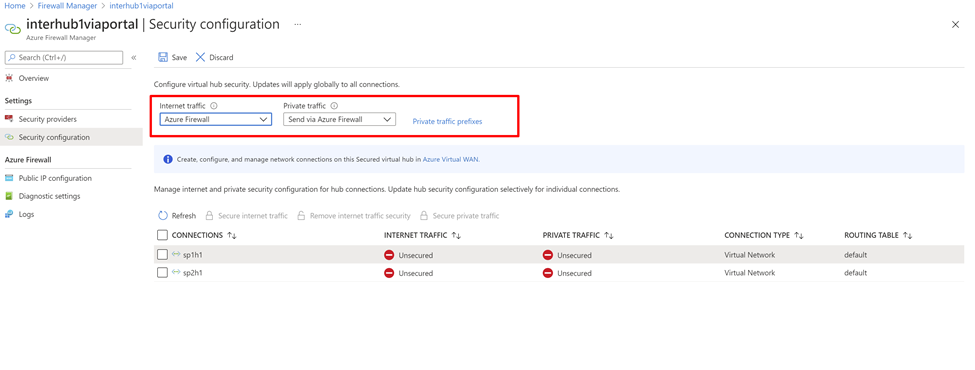 Home > Firewall Manager > interhub1viaportal
interhub1viaportal | Security configuration ...
Azure Firewall Manager
Search (Ctrl+/)
«
Save Discard
Overview
Configure virtual hub security. Updates will apply globally to all connections.
Settings
Security providers
Security configuration
Azure Firewall
Public IP configuration
Diagnostic settings
Logs
Internet traffic
Private traffic
Azure Firewall
Send via Azure Firewall
Private traffic prefixes
Create, configure, and manage network connections on this Secured virtual hub in Azure Virtual WAN.
Manage internet and private security configuration for hub connections. Update hub security configuration selectively for individual connections.
Refresh Secure internet traffic Remove internet traffic security Secure private traffic
CONNECTIONS ↑↓ INTERNET TRAFFIC ↑↓ PRIVATE TRAFFIC ↑↓ CONNECTION TYPE ↑↓ ROUTING TABLE ↑↓
sp1h1 Unsecured Unsecured Virtual Network default
sp2h1 Unsecured Unsecured Virtual Network default